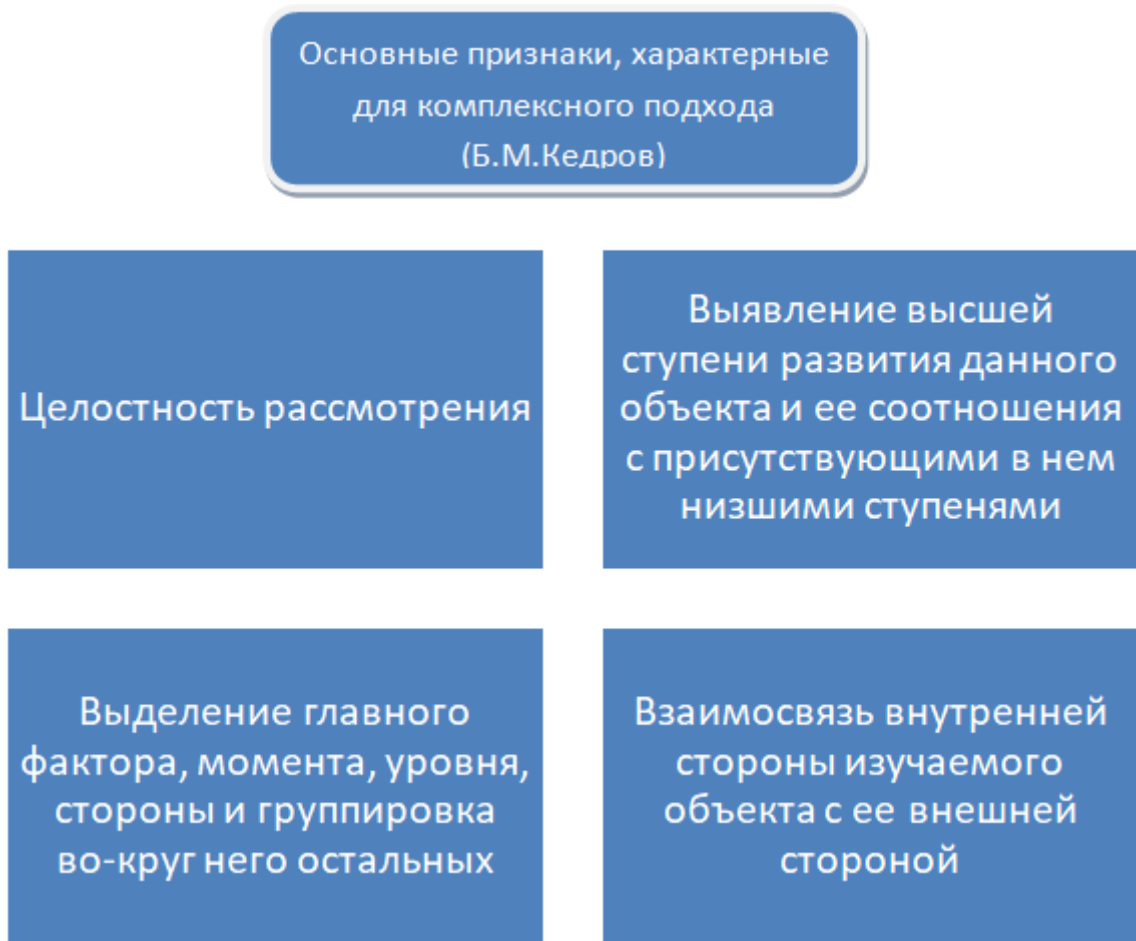 Основные признаки, характерные
для комплексного подхода
(Б.М.Кедров)
Целостность рассмотрения
Выявление высшей
ступени развития данного
объекта и ее соотношения
с присутствующими в нем
низшими ступенями
Выделение главного
фактора, момента, уровня,
стороны и группировка
во-круг него остальных
Взаимосвязь внутренней
стороны изучаемого
объекта с ее внешней
стороной